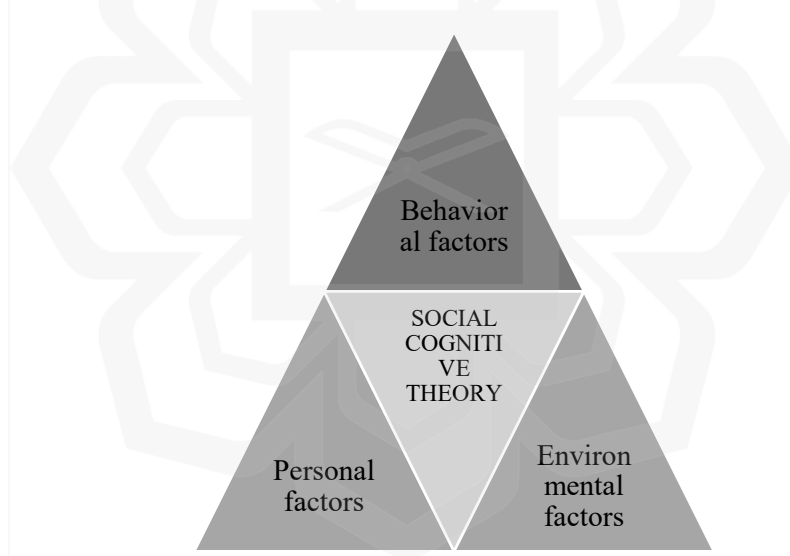 Behavior
al factors
SOCIAL
COGNITI
VE
THEORY
Personal
factors
Environ
mental
factors